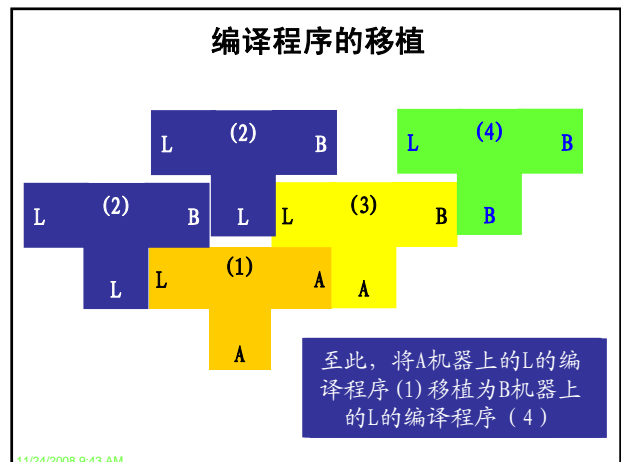 编译程序的移植
L (2) B
L
L (4) B
B
L (2) B
L
L (3) B
A
L (1) A
A
至此，将A机器上的L的编
译程序(1)移植为B机器上
的L的编译程序（4）
11/24/2008 9:43 AM